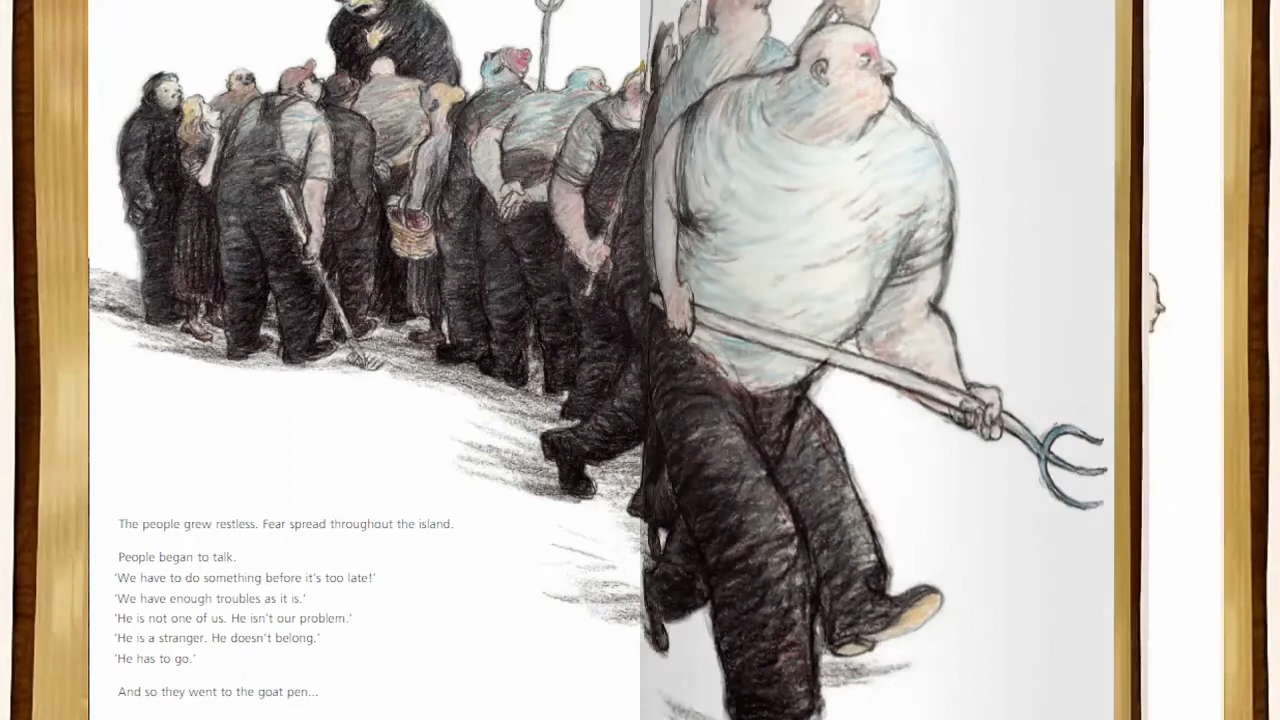 The people grew restless. Fear spread throughout the island.
People began to talk.
‘We have to do something before it’s too late!’
‘We have enough troubles as it is.’
‘He is not one of us. He isn’t our problem.’
‘He is a stranger. He doesn’t belong.’
‘He has to go.’
And so they went to the goat pen...